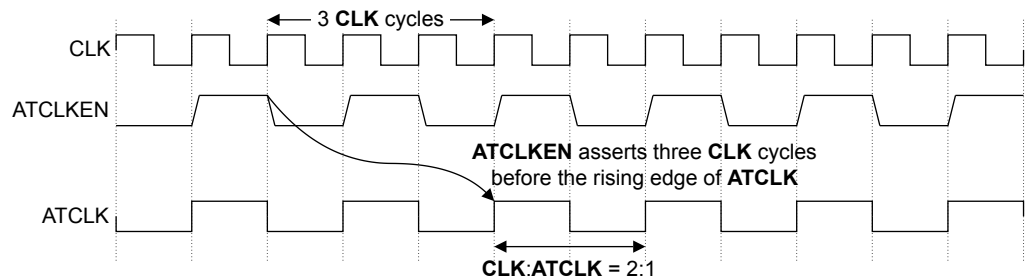 3 CLK cycles
CLK
ATCLKEN
ATCLKEN asserts three CLK cycles
before the rising edge of ATCLK
ATCLK
CLK:ATCLK = 2:1